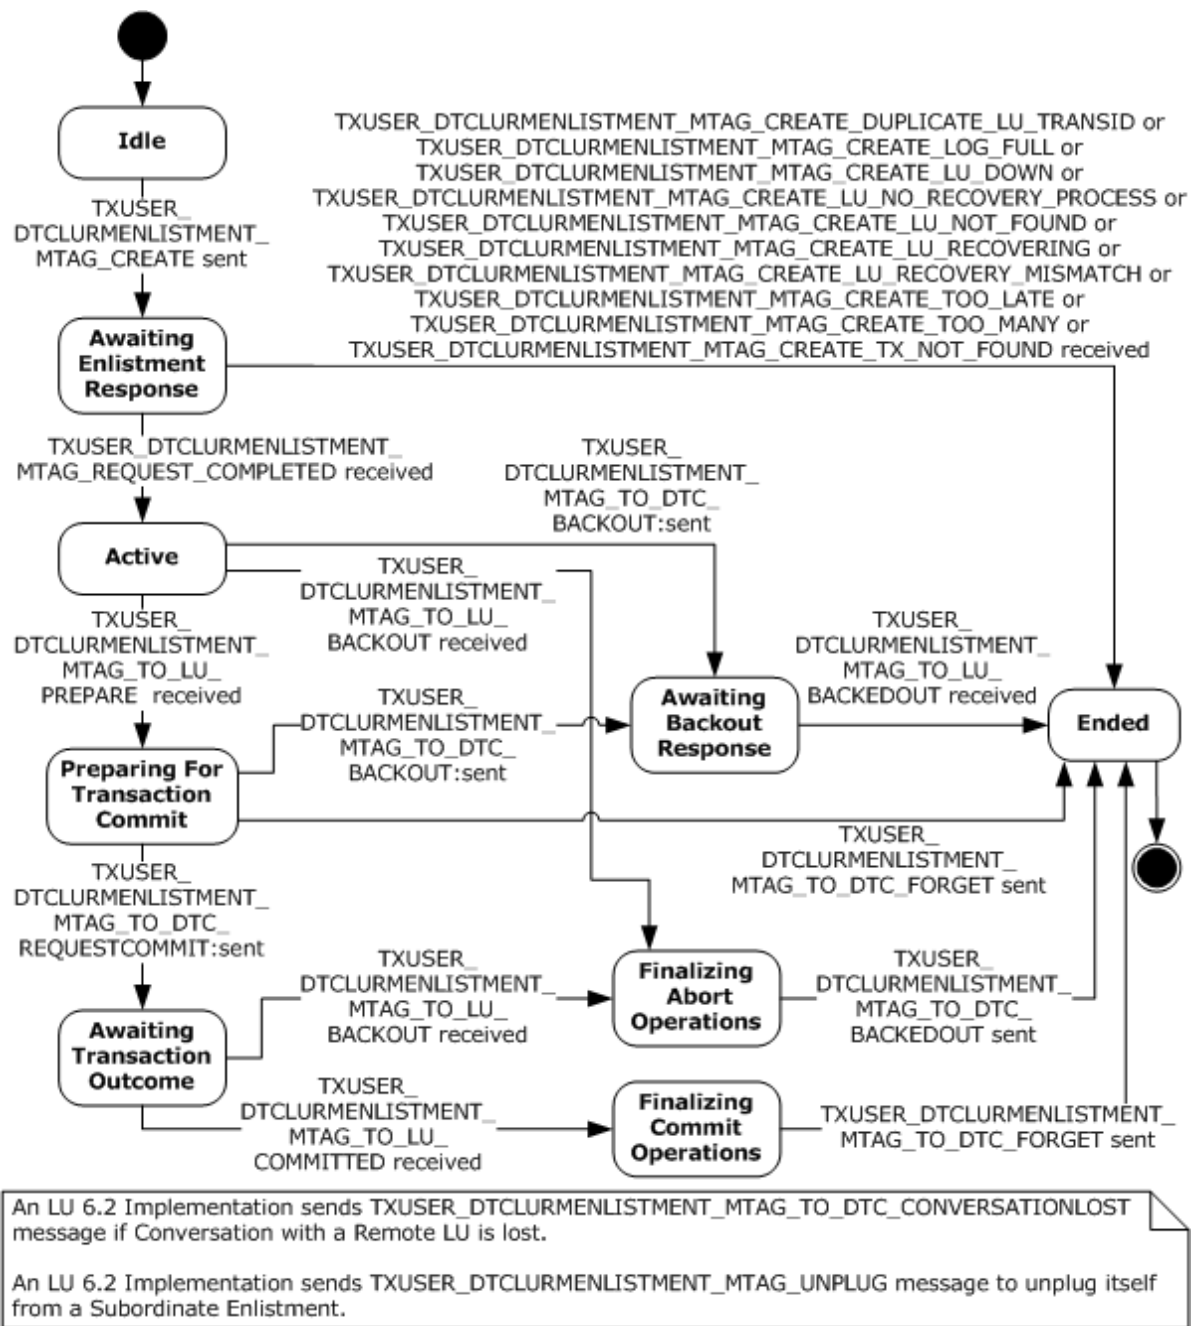 Idle
TXUSER_
DTCLURMENLISTMENT_
MTAG_CREATE sent
TXUSER_DTCLURMENLISTMENT_MTAG_CREATE_DUPLICATE_LU_TRANSID or
TXUSER_DTCLURMENLISTMENT_MTAG_CREATE_LOG_FULL or
TXUSER_DTCLURMENLISTMENT_MTAG_CREATE_LU_DOWN or
TXUSER_DTCLURMENLISTMENT_MTAG_CREATE_LU_NO_RECOVERY_PROCESS or
TXUSER_DTCLURMENLISTMENT_MTAG_CREATE_LU_NOT_FOUND or
TXUSER_DTCLURMENLISTMENT_MTAG_CREATE_LU_RECOVERING or
TXUSER_DTCLURMENLISTMENT_MTAG_CREATE_LU_RECOVERY_MISMATCH or
TXUSER_DTCLURMENLISTMENT_MTAG_CREATE_TOO_LATE or
TXUSER_DTCLURMENLISTMENT_MTAG_CREATE_TOO_MANY or
TXUSER_DTCLURMENLISTMENT_MTAG_CREATE_TX_NOT_FOUND received
Awaiting
Enlistment
Response
TXUSER_DTCLURMENLISTMENT_
MTAG_REQUEST_COMPLETED received
TXUSER_
DTCLURMENLISTMENT_
MTAG_TO_DTC_
BACKOUT:sent
Active
TXUSER_
DTCLURMENLISTMENT_
MTAG_TO_LU_
BACKOUT received
TXUSER_
DTCLURMENLISTMENT_
MTAG_TO_LU_
PREPARE received
TXUSER_
DTCLURMENLISTMENT_
MTAG_TO_DTC_
BACKOUT:sent
Awaiting
Backout
Response
TXUSER_
DTCLURMENLISTMENT_
MTAG_TO_LU_
BACKEDOUT received
Ended
Preparing For
Transaction
Commit
TXUSER_
DTCLURMENLISTMENT_
MTAG_TO_DTC_FORGET sent
TXUSER_
DTCLURMENLISTMENT_
MTAG_TO_DTC_
REQUESTCOMMIT:sent
TXUSER_
DTCLURMENLISTMENT_
MTAG_TO_LU_
BACKOUT received
Finalizing
Abort
Operations
TXUSER_
DTCLURMENLISTMENT_
MTAG_TO_DTC_
BACKEDOUT sent
Awaiting
Transaction
Outcome
TXUSER_
DTCLURMENLISTMENT_
MTAG_TO_LU_
COMMITTED received
Finalizing
Commit
Operations
TXUSER_DTCLURMENLISTMENT_
MTAG_TO_DTC_FORGET sent
An LU 6.2 Implementation sends TXUSER_DTCLURMENLISTMENT_MTAG_TO_DTC_CONVERSATIONLOST
message if Conversation with a Remote LU is lost.
An LU 6.2 Implementation sends TXUSER_DTCLURMENLISTMENT_MTAG_UNPLUG message to unplug itself
from a Subordinate Enlistment.